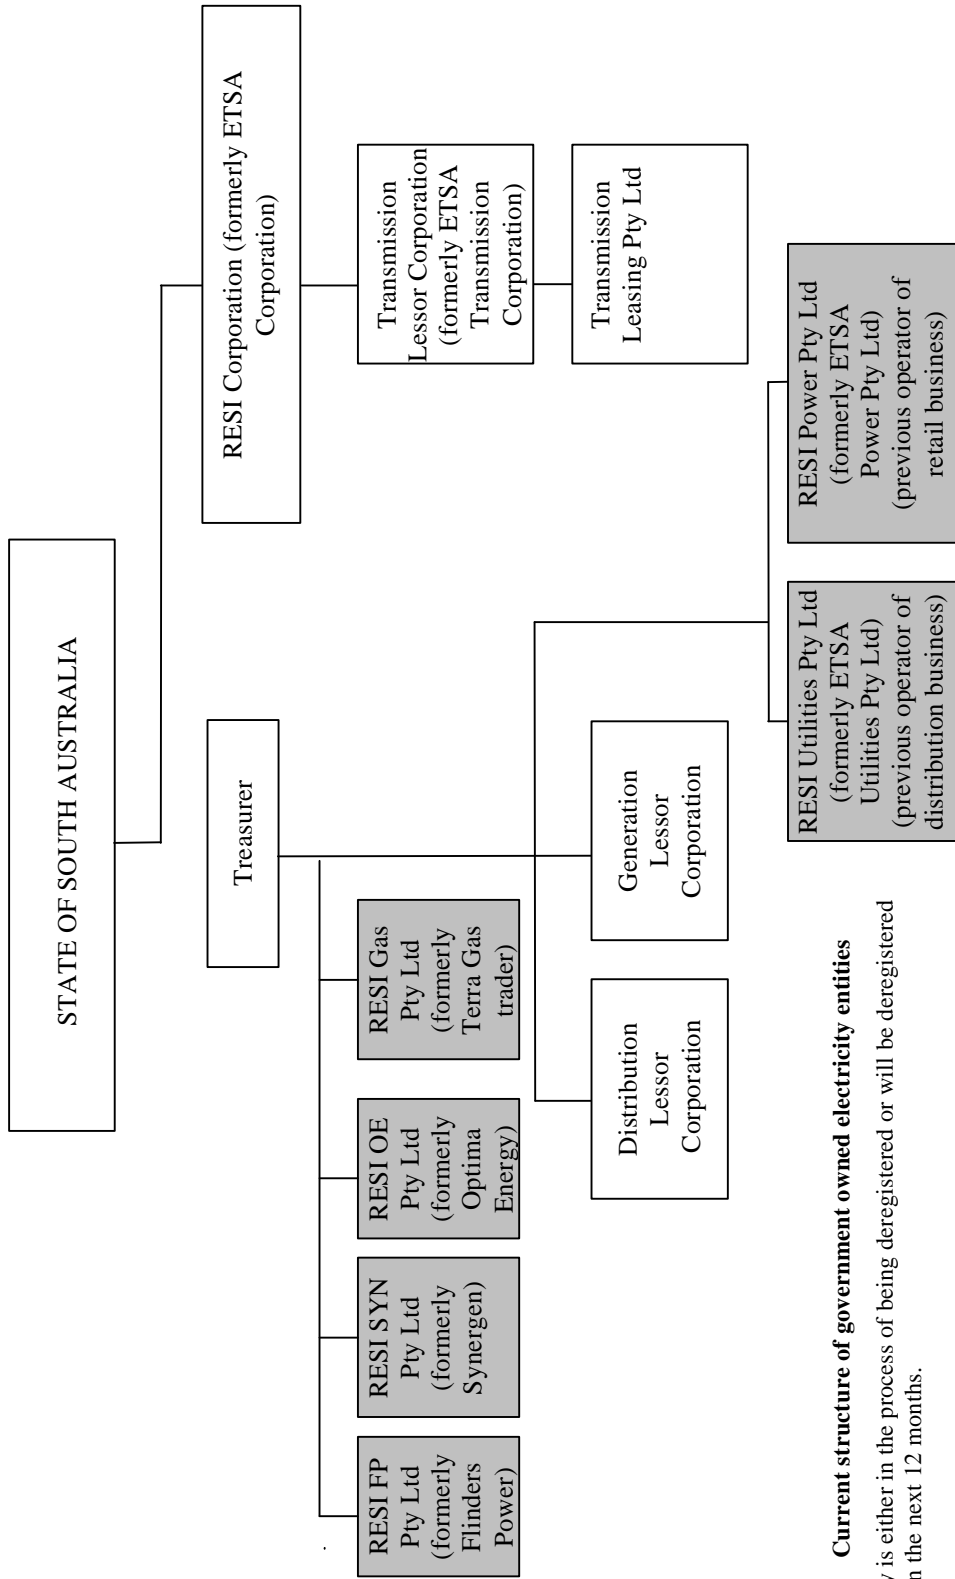 STATE OF SOUTH AUSTRALIA
Treasurer
RESI Corporation (formerly ETSA
Corporation)
RESI FP
Pty Ltd
(formerly
Flinders
Power)
RESI SYN
Pty Ltd
(formerly
Synergen)
RESI OE
Pty Ltd
(formerly
Optima
Energy)
RESI Gas
Pty Ltd
(formerly
Terra Gas
trader)
Transmission
Lessor Corporation
(formerly ETSA
Transmission
Corporation)
Distribution
Lessor
Corporation
Generation
Lessor
Corporation
Transmission
Leasing Pty Ltd
RESI Utilities Pty Ltd
(formerly ETSA
Utilities Pty Ltd)
(previous operator of
distribution business)
RESI Power Pty Ltd
(formerly ETSA
Power Pty Ltd)
(previous operator of
retail business)
Current structure of government owned electricity entities
is either in the process of being deregistered or will be deregistered
the next 12 months.